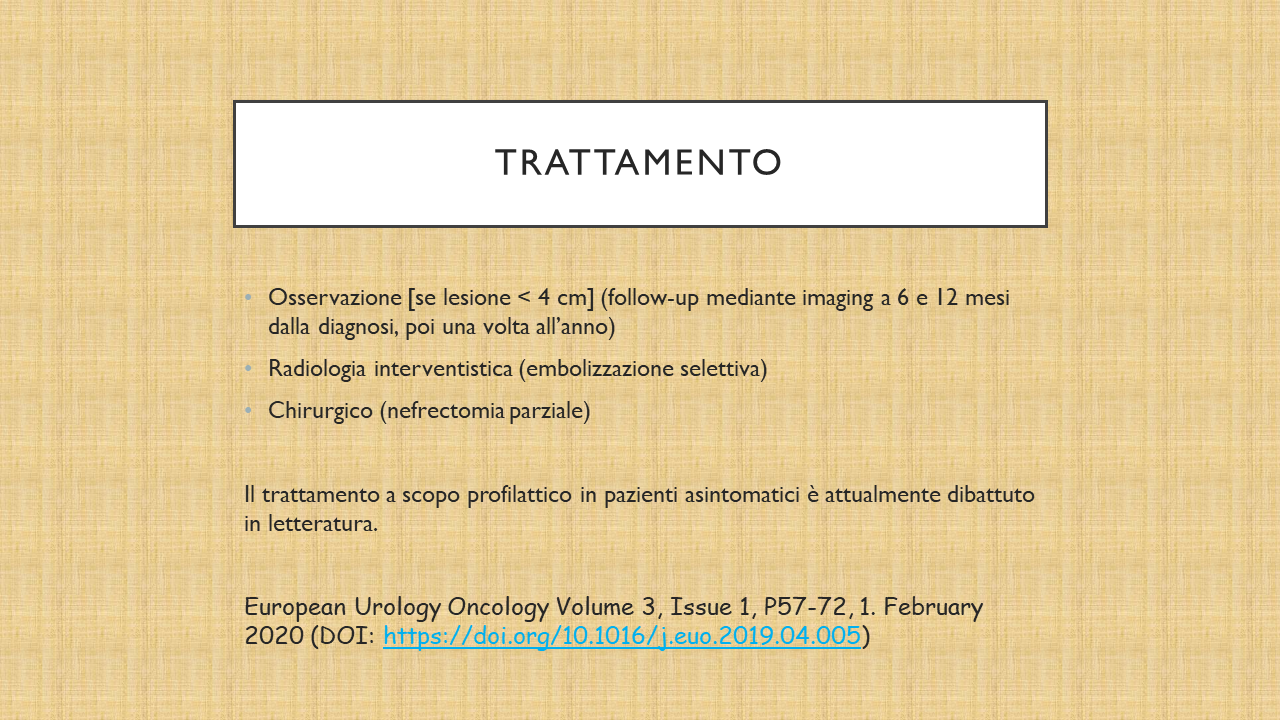 TRATTAMENTO
• Osservazione [se lesione < 4 cm] (follow-up mediante imaging a 6 e 12 mesi
dalla diagnosi, poi una volta all’anno)
• Radiologia interventistica (embolizzazione selettiva)
• Chirurgico (nefrectomia parziale)
Il trattamento a scopo profilattico in pazienti asintomatici è attualmente dibattuto
in letteratura.
European Urology Oncology Volume 3, Issue 1, P57-72, 1. February
2020 (DOI: https://doi.org/10.1016/j.euo.2019.04.005)